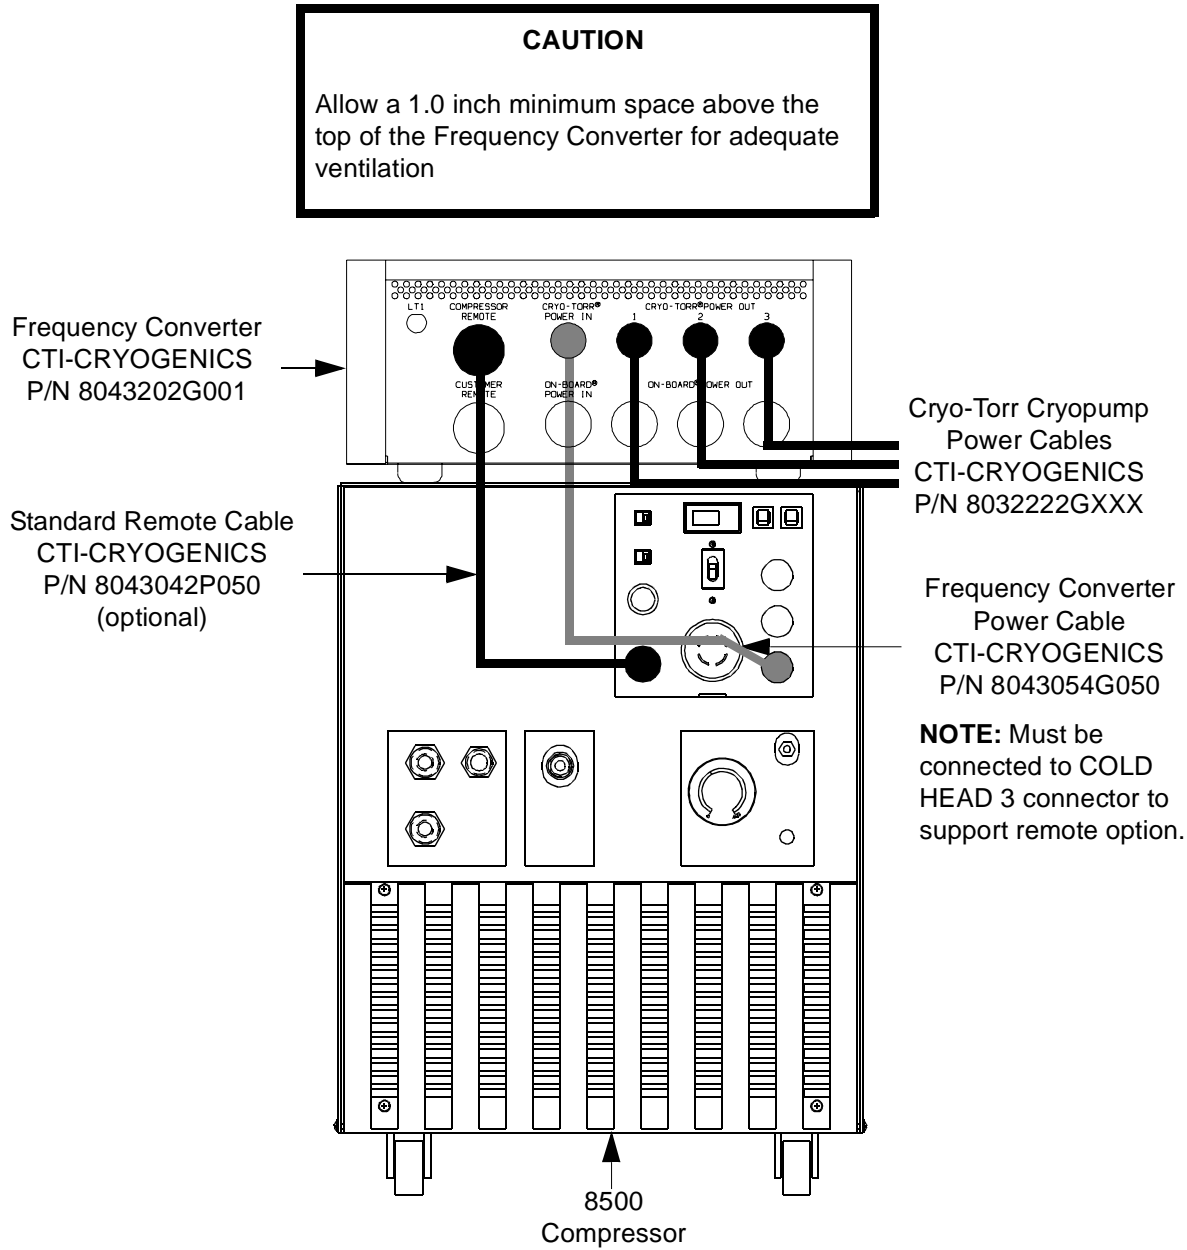 CAUTION
Allow a 1.0 inch minimum space above the
top of the Frequency Converter for adequate
ventilation
LT1
COMPRESSOR
REMOTE
CRYO-TORR®
POWER IN
CRYO-TORR® POWER OUT
1 2 3
CUSTOMER
REMOTE
ON-BOARD®
POWER IN
ON-BOARD® POWER OUT
Frequency Converter
CTI-CRYOGENICS
P/N 8043202G001
Cryo-Torr Cryopump
Power Cables
CTI-CRYOGENICS
P/N 8032222GXXX
Standard Remote Cable
CTI-CRYOGENICS
P/N 8043042P050
(optional)
Frequency Converter
Power Cable
CTI-CRYOGENICS
P/N 8043054G050
NOTE: Must be
connected to COLD
HEAD 3 connector to
support remote option.
8500
Compressor